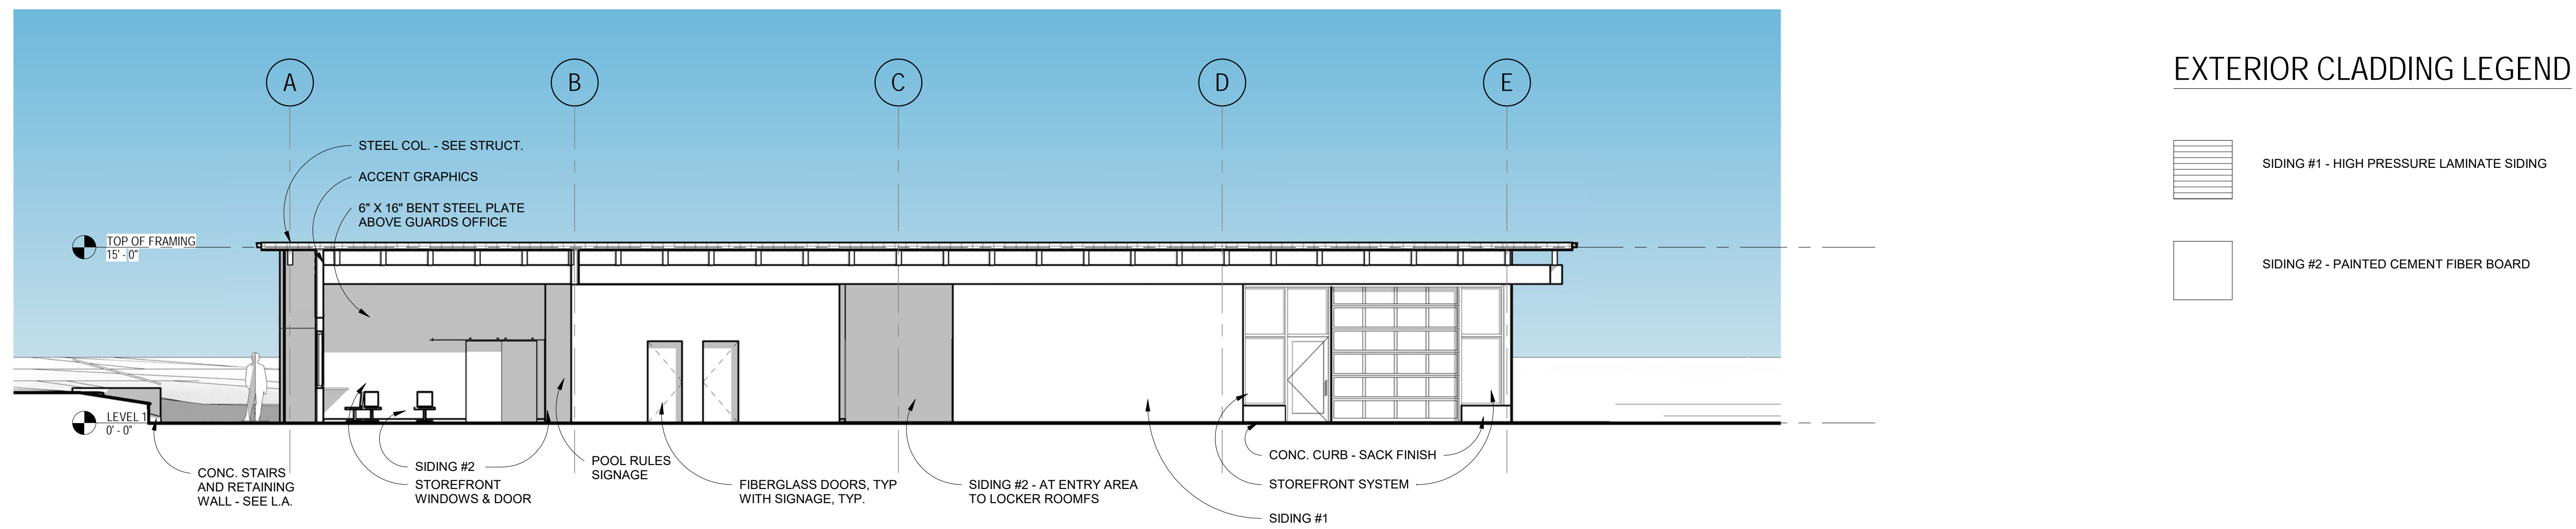 A
B
C
D
E
EXTERIOR CLADDING LEGEND
STEEL COL. - SEE STRUCT.
ACCENT GRAPHICS
6" X 16" BENT STEEL PLATE
ABOVE GUARDS OFFICE
SIDING #1 - HIGH PRESSURE LAMINATE SIDING
TOP OF FRAMING
15' - 0"
SIDING #2 - PAINTED CEMENT FIBER BOARD
LEVEL 1
0' - 0"
CONC. STAIRS
AND RETAINING
WALL - SEE L.A.
SIDING #2
STOREFRONT
WINDOWS & DOOR
POOL RULES
SIGNAGE
FIBERGLASS DOORS, TYP
WITH SIGNAGE, TYP.
SIDING #2 - AT ENTRY AREA
TO LOCKER ROOMFS
CONC. CURB - SACK FINISH
STOREFRONT SYSTEM
SIDING #1